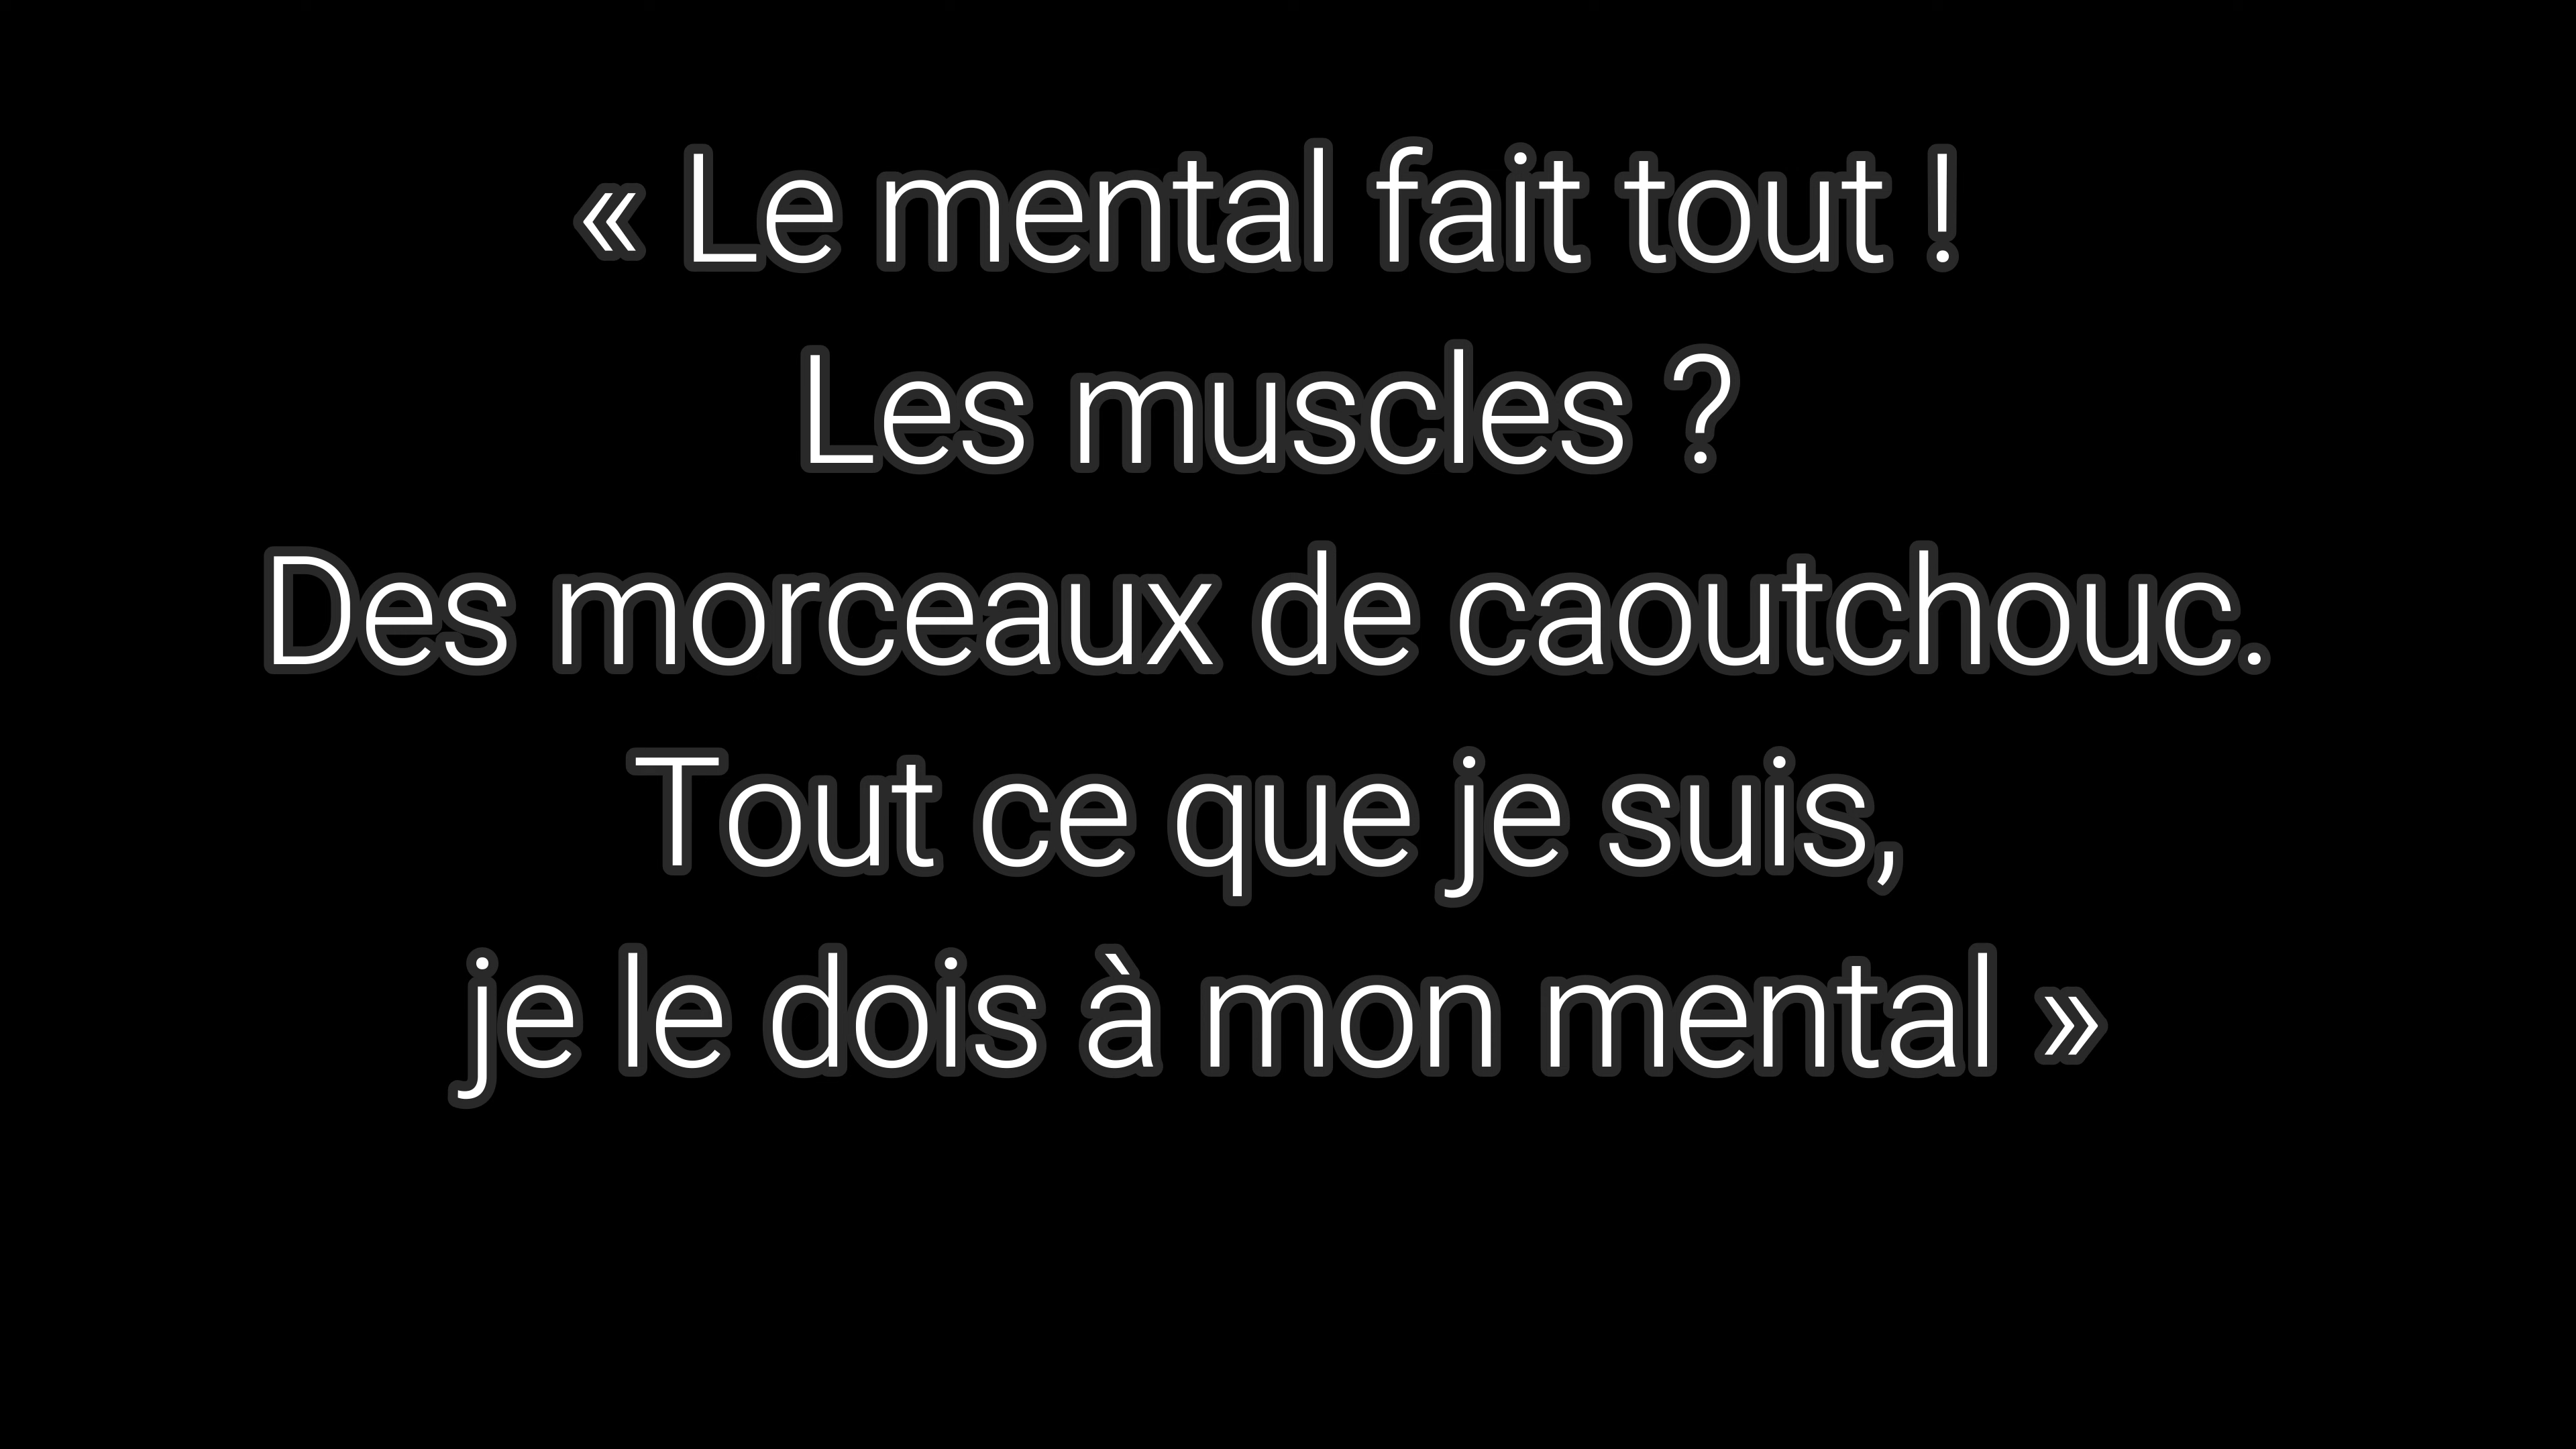 « Le mental fait tout !
Les muscles ?
Des morceaux de caoutchouc.
Tout ce que je suis,
je le dois à mon mental »